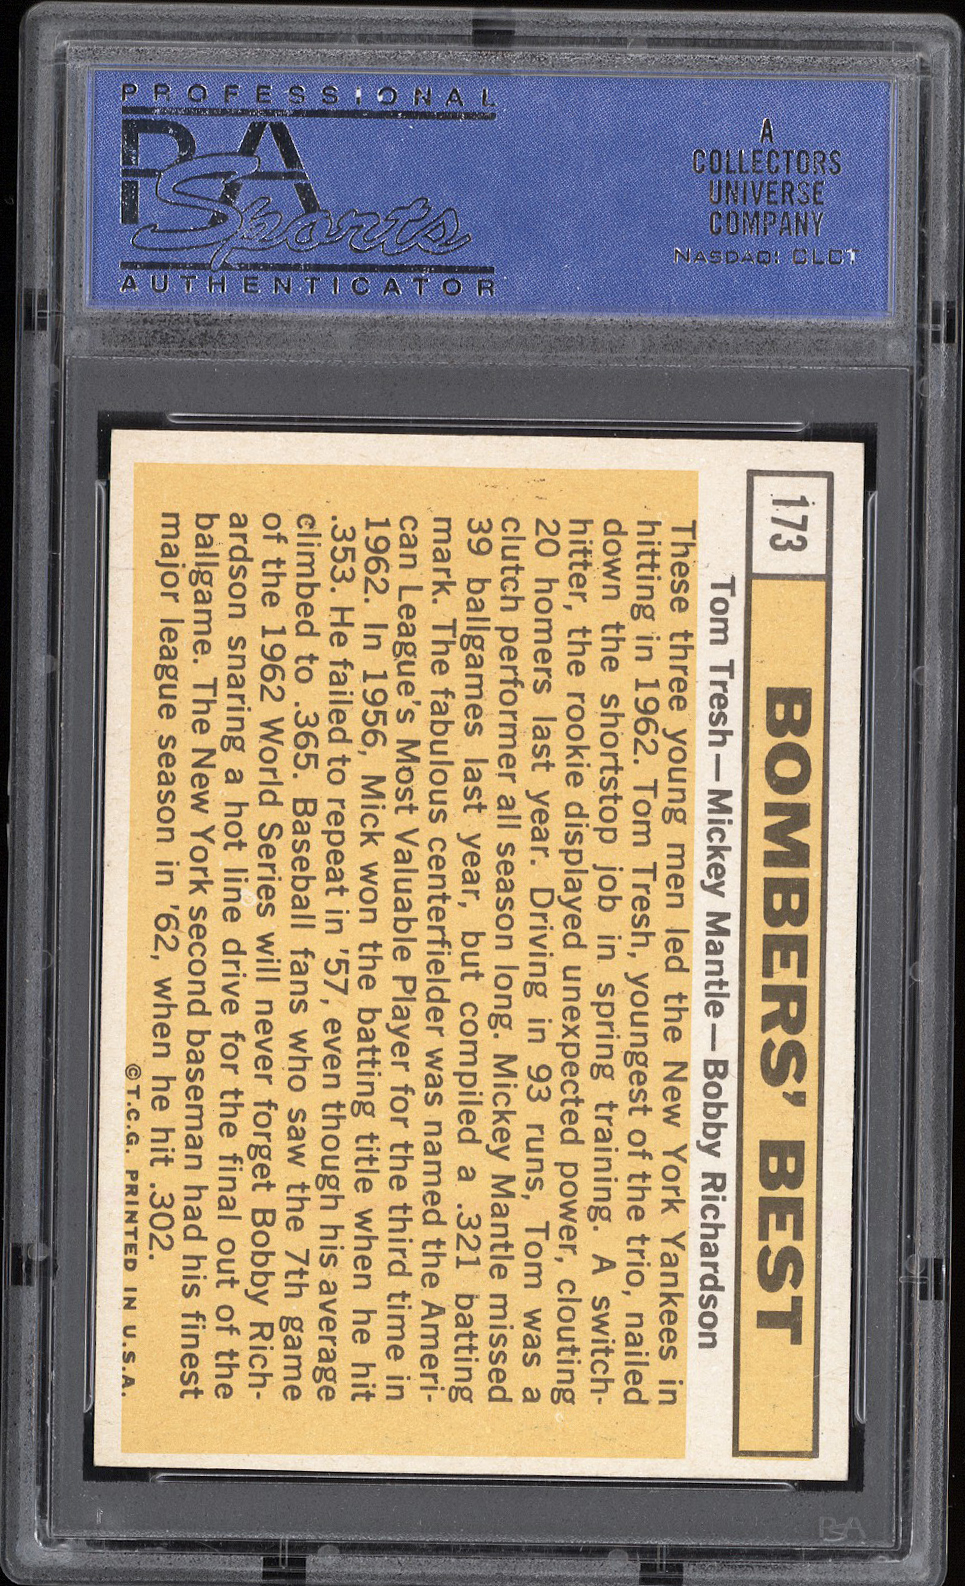 PROFESSIONAL
PSA
Sports
AUTHENTICATOR
A
COLLECTORS
UNIVERSE
COMPANY
NASDAQ: CLCT
173
BOMBERS' BEST
Tom Tresh—Mickey Mantle—Bobby Richardson
These three young men led the New York Yankees in
hitting in 1962. Tom Tresh, youngest of the trio, nailed
down the shortstop job in spring training. A switch-
hitter, the rookie displayed unexpected power, clouting
20 homers last year. Driving in 93 runs, Tom was a
clutch performer all season long. Mickey Mantle missed
39 ballgames last year, but compiled a .321 batting
mark. The fabulous centerfielder was named the Ameri-
can League's Most Valuable Player for the third time in
1962. In 1956, Mick won the batting title when he hit
.353. He failed to repeat in '57, even though his average
climbed to .365. Baseball fans who saw the 7th game
of the 1962 World Series will never forget Bobby Rich-
ardson snaring a hot line drive for the final out of the
ballgame. The New York second baseman had his finest
major league season in '62, when he hit .302.
©T.C.G. PRINTED IN U.S.A.
PSA